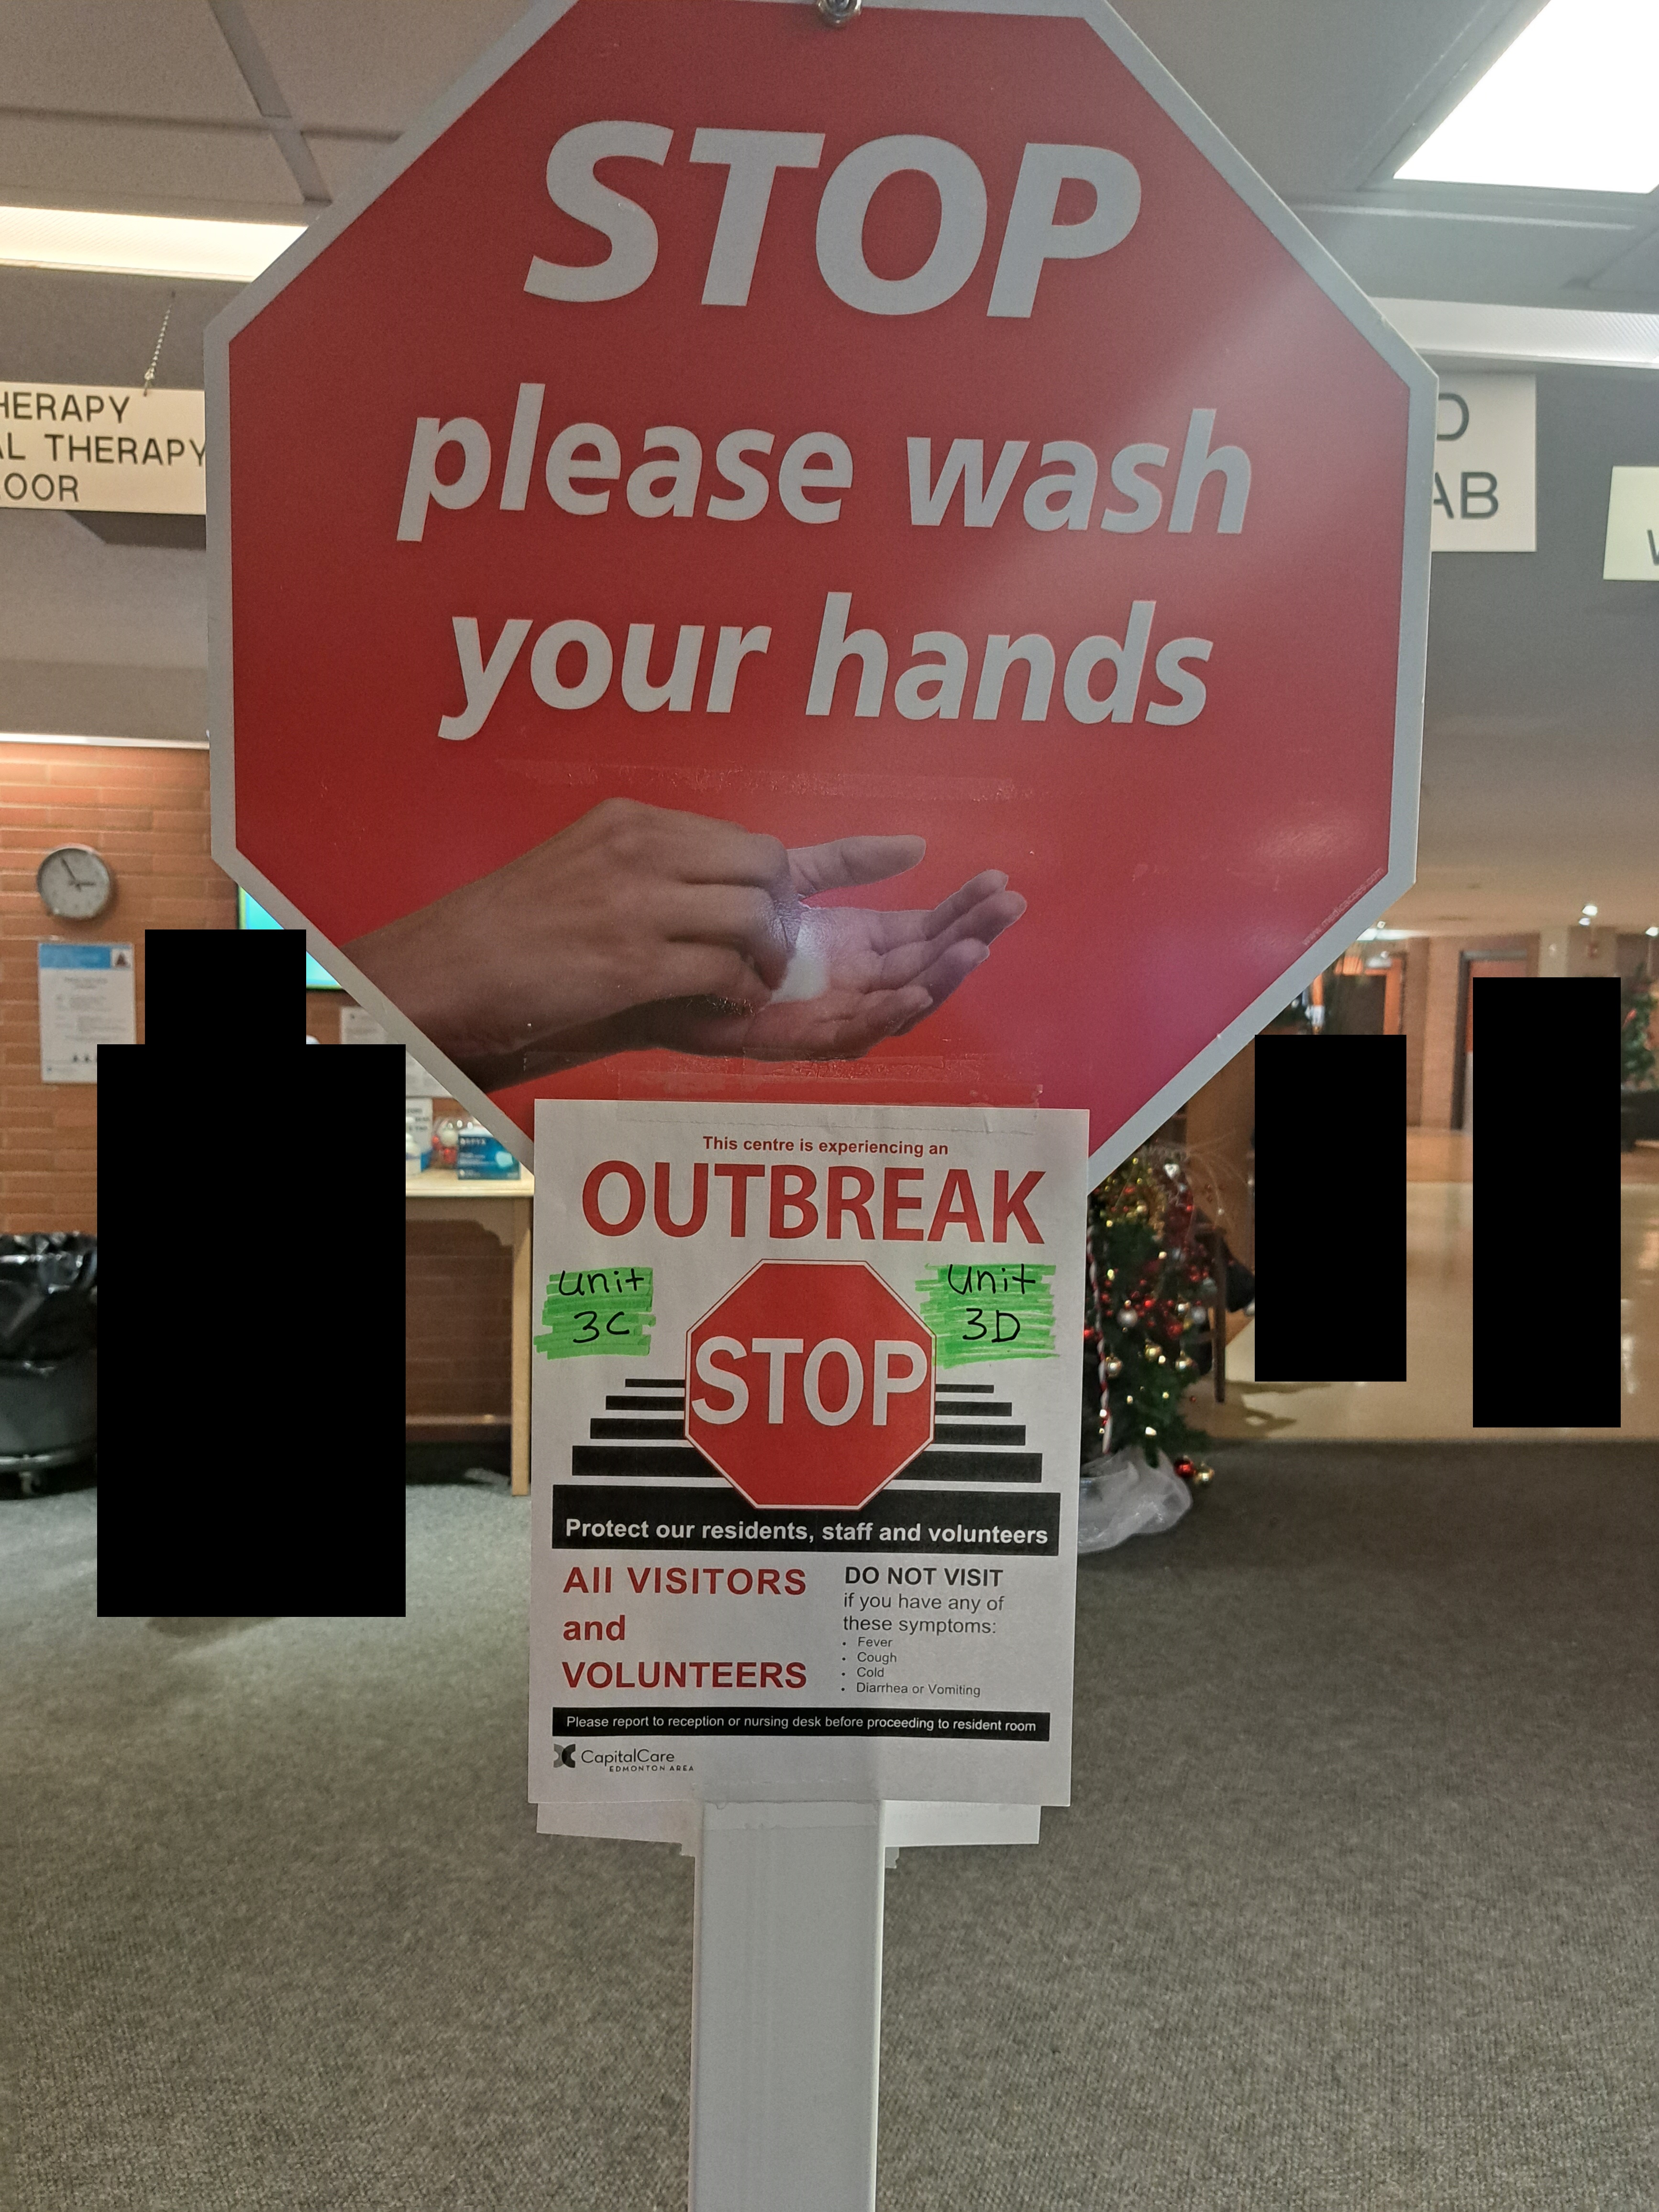 STOP
please wash
your hands
HERAPY
AL THERAPY
OOR
D
AB
W
www.medicaccess.com
This centre is experiencing an
OUTBREAK
unit
3C
unit
3D
STOP
Protect our residents, staff and volunteers
All VISITORS
and
VOLUNTEERS
DO NOT VISIT
if you have any of
these symptoms:
• Fever
• Cough
• Cold
• Diarrhea or Vomiting
Please report to reception or nursing desk before proceeding to resident room
CapitalCare
EDMONTON AREA